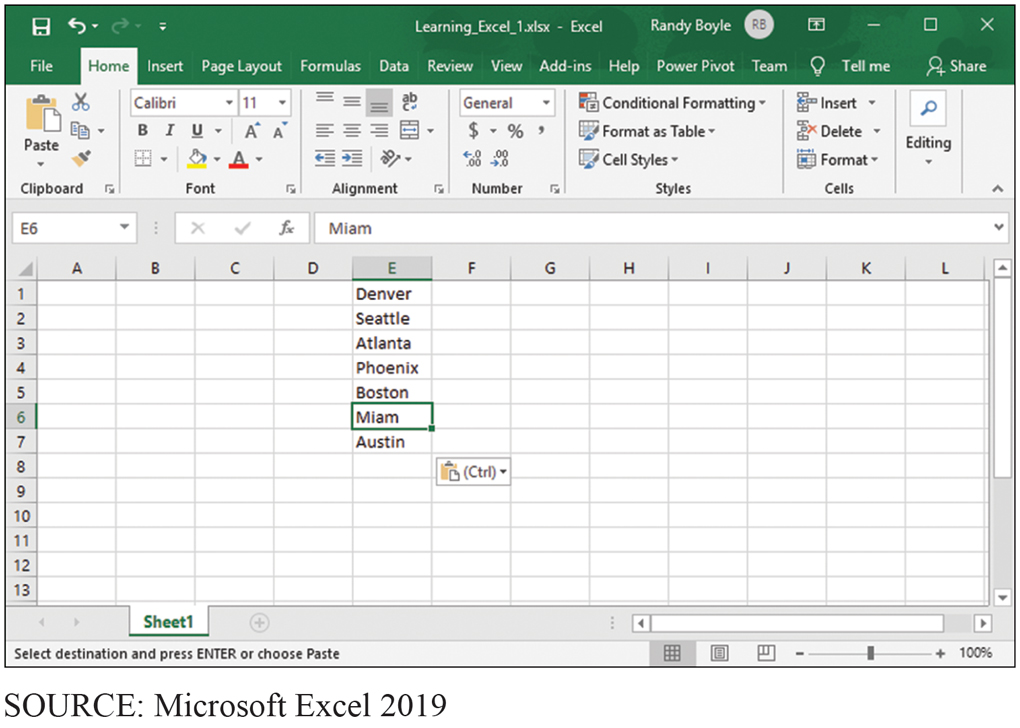 Learning_Excel_1.xlsx - Excel Randy Boyle RB
File Home Insert Page Layout Formulas Data Review View Add-ins Help Power Pivot Team Tell me Share
Calibri 11 ab General Conditional Formatting Insert
Paste B I U A A $ % , Format as Table Delete Editing
A .00 .00 Cell Styles Format
Clipboard Font Alignment Number Styles Cells
E6 fx Miam
A B C D E F G H I J K L
1 Denver
2 Seattle
3 Atlanta
4 Phoenix
5 Boston
6 Miam
7 Austin
8 (Ctrl)
9
10
11
12
13
Sheet1
Select destination and press ENTER or choose Paste 100%
SOURCE: Microsoft Excel 2019